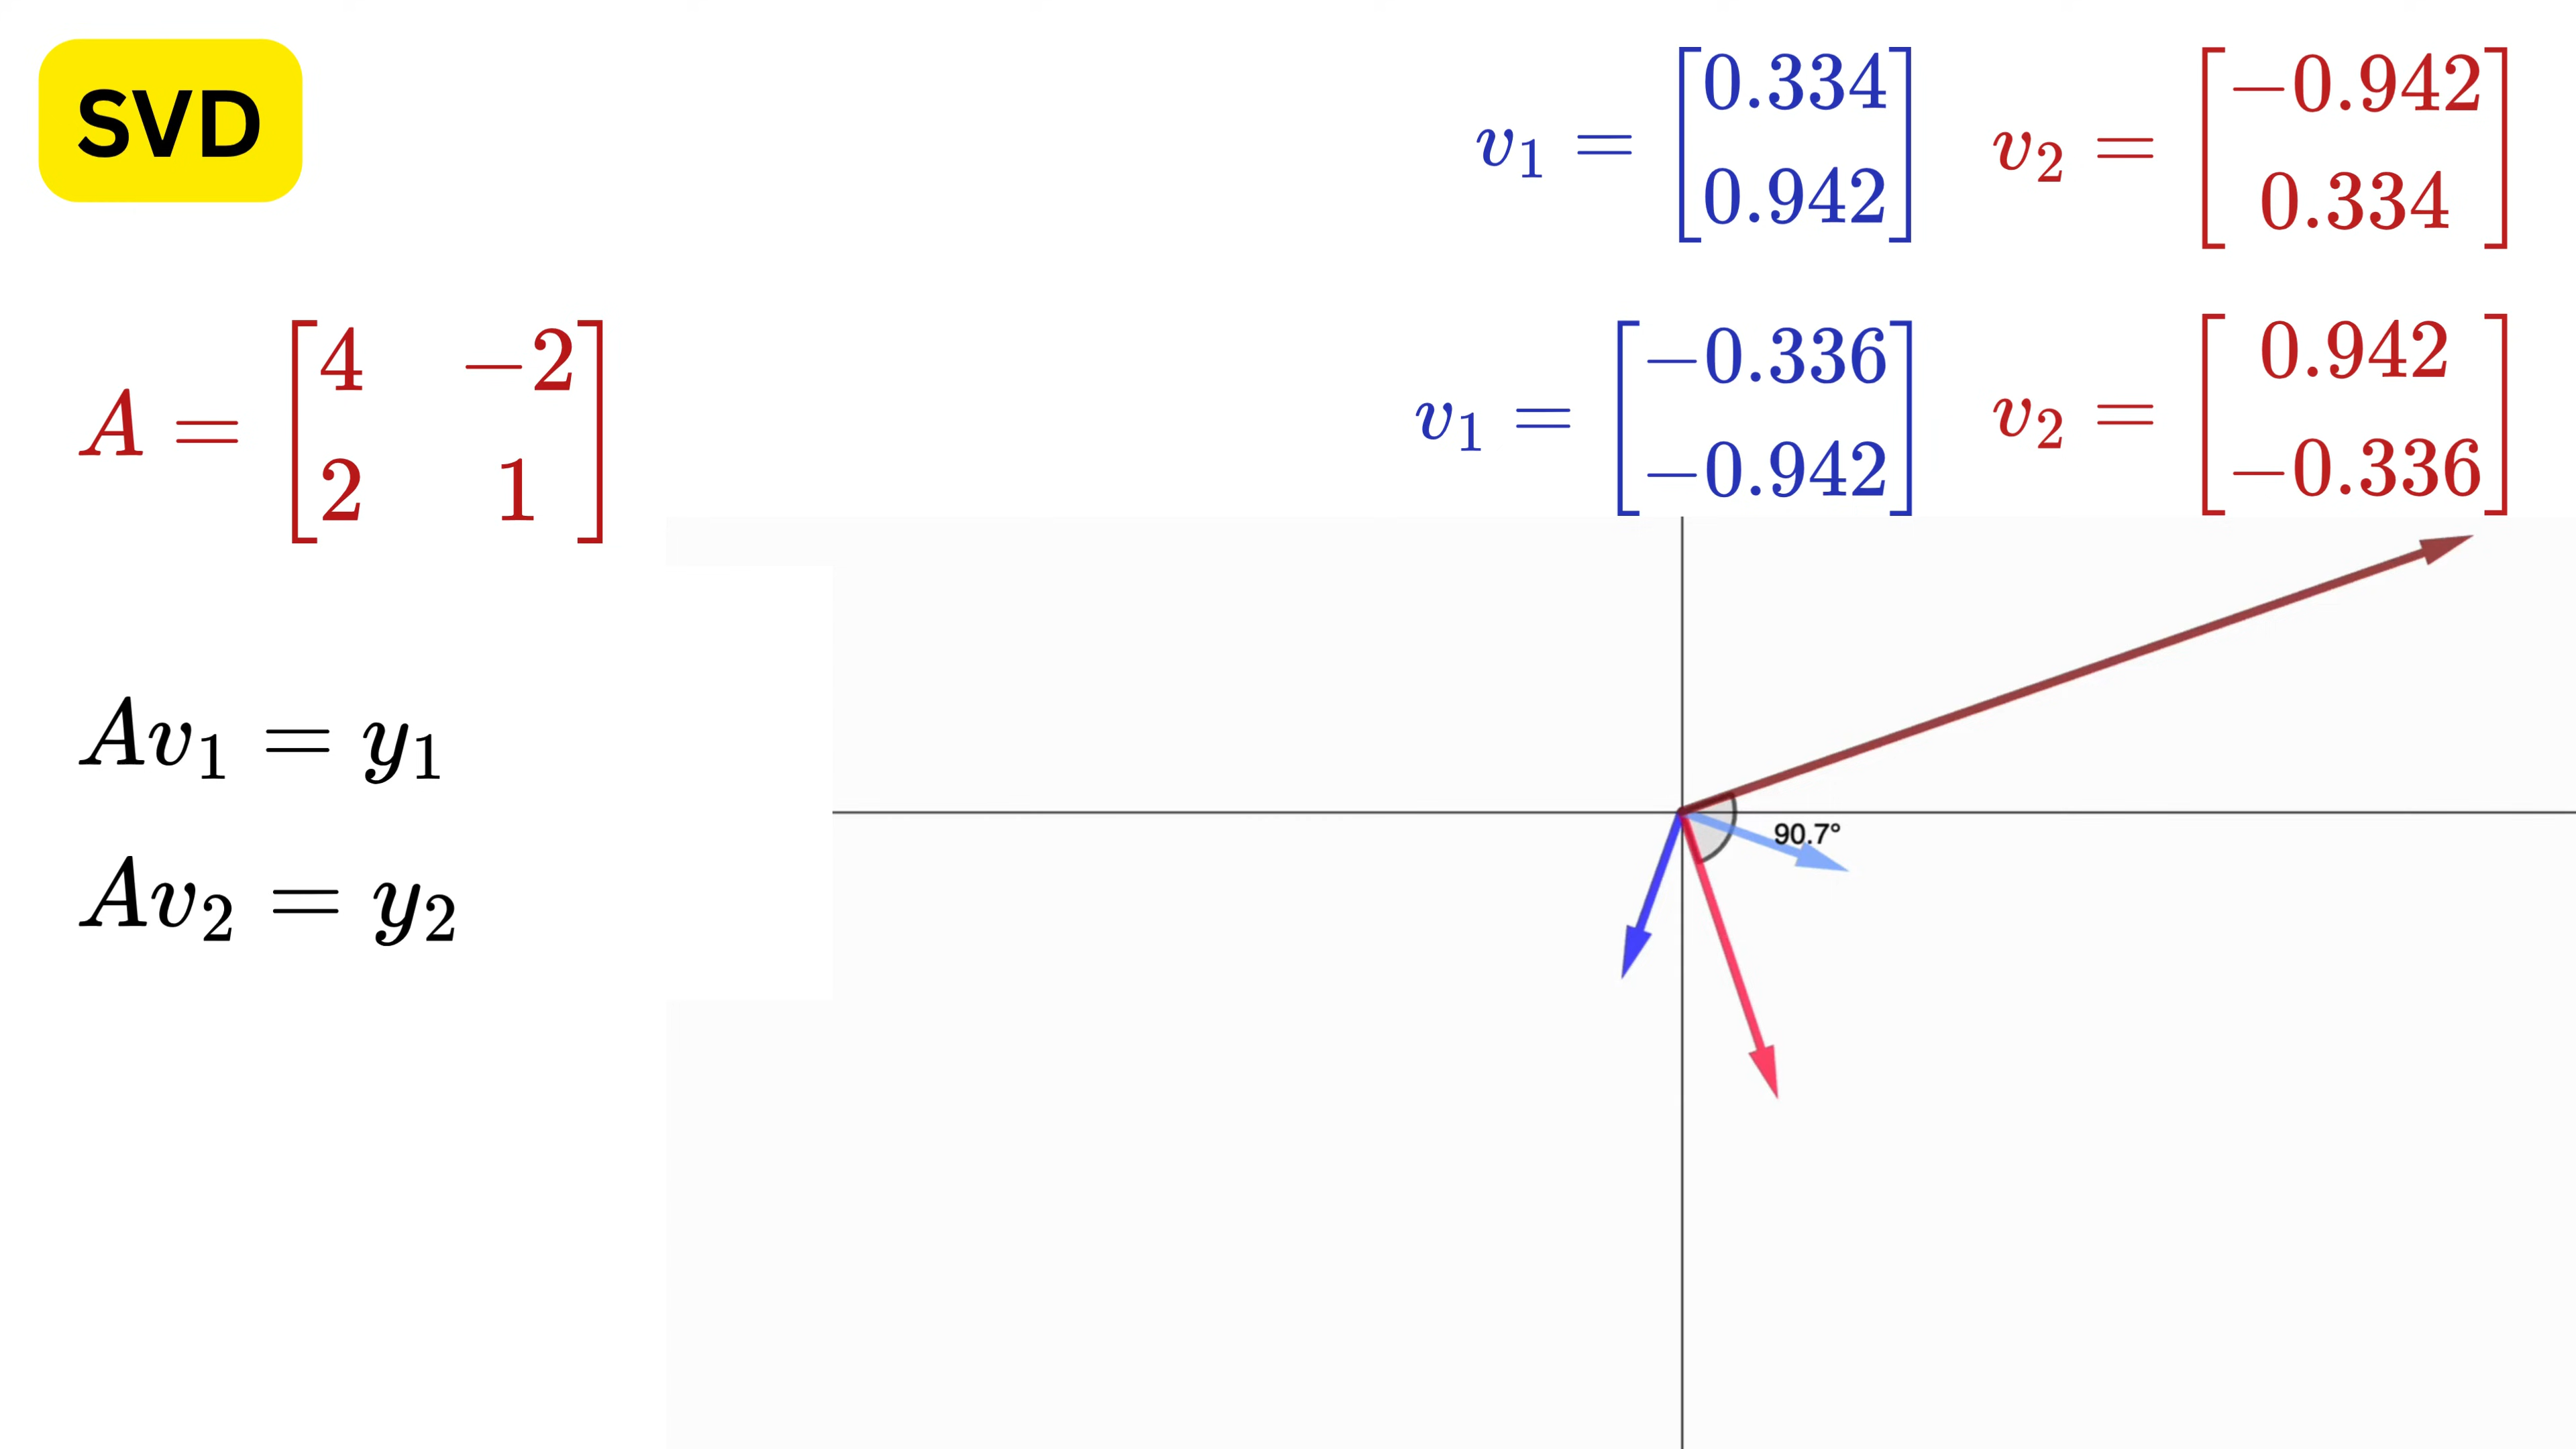 SVD
v₁ = [0.334 0.942] v₂ = [−0.942 0.334]
A = [4 −2 2 1]
v₁ = [−0.336 −0.942] v₂ = [0.942 −0.336]
Av₁ = y₁
90.7°
Av₂ = y₂